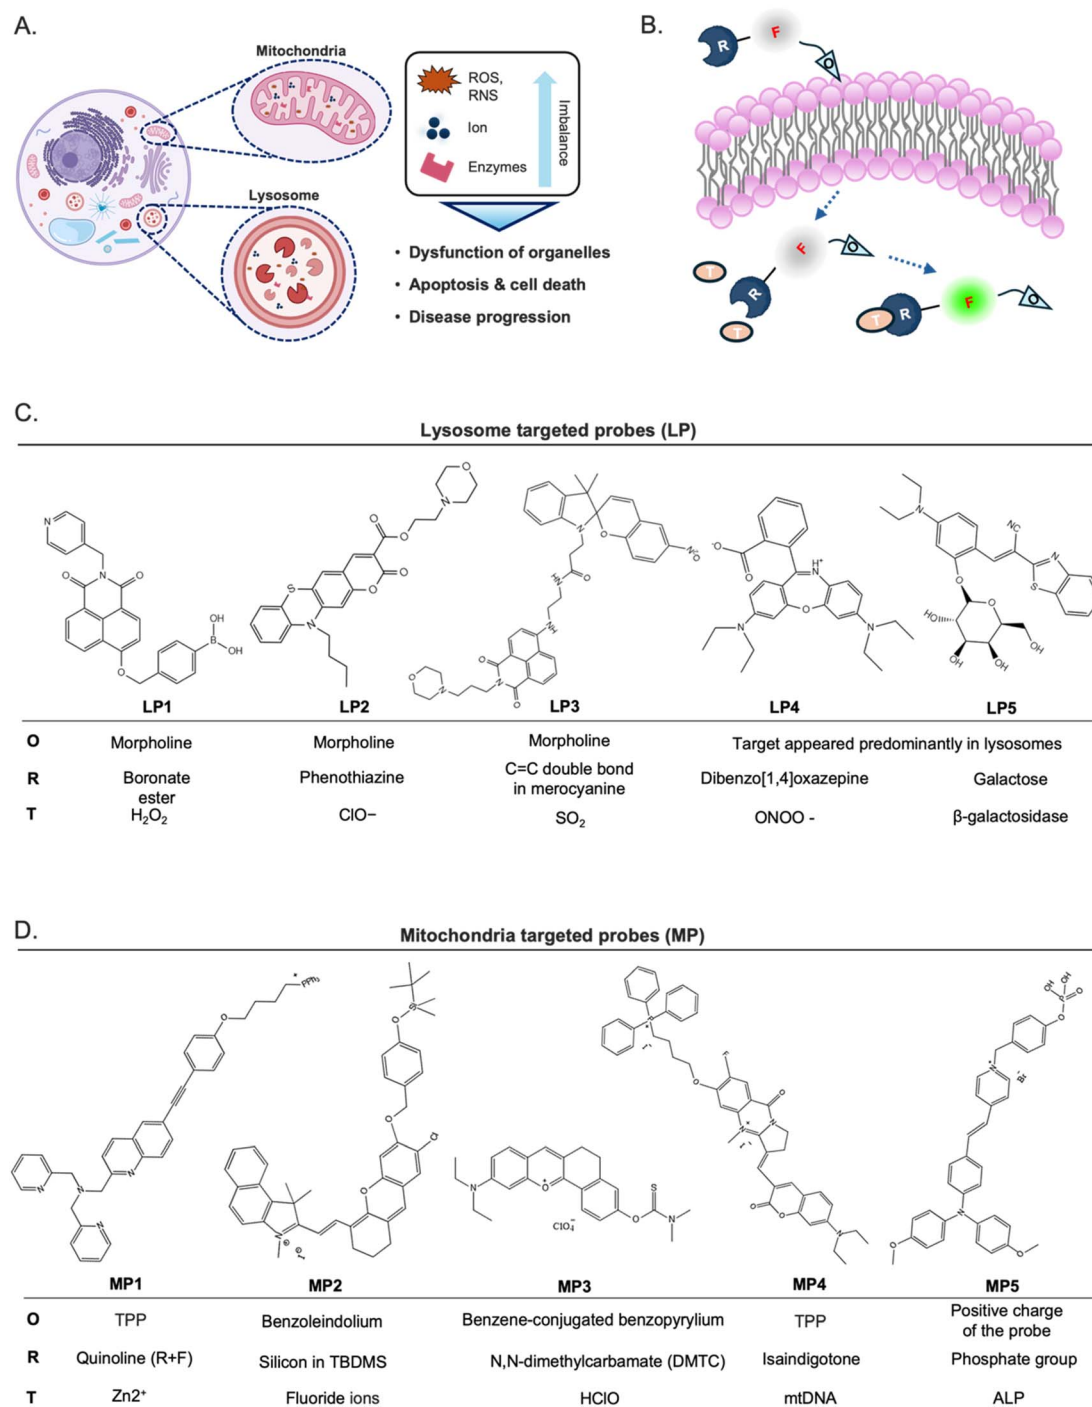 A.
Mitochondria
Lysosome
ROS,
RNS
Ion
Enzymes
Imbalance
• Dysfunction of organelles
• Apoptosis & cell death
• Disease progression
B.
R
F
O
F
O
T
R
T
T
R
F
O
C.
Lysosome targeted probes (LP)
LP1 LP2 LP3 LP4 LP5
O Morpholine Morpholine Morpholine Target appeared predominantly in lysosomes
R Boronate ester Phenothiazine C=C double bond in merocyanine Dibenzo[1,4]oxazepine Galactose
T H₂O₂ ClO− SO₂ ONOO - β-galactosidase
D.
Mitochondria targeted probes (MP)
MP1 MP2 MP3 MP4 MP5
O TPP Benzoleindolium Benzene-conjugated benzopyrylium TPP Positive charge of the probe
R Quinoline (R+F) Silicon in TBDMS N,N-dimethylcarbamate (DMTC) Isaindigotone Phosphate group
T Zn2⁺ Fluoride ions HClO mtDNA ALP